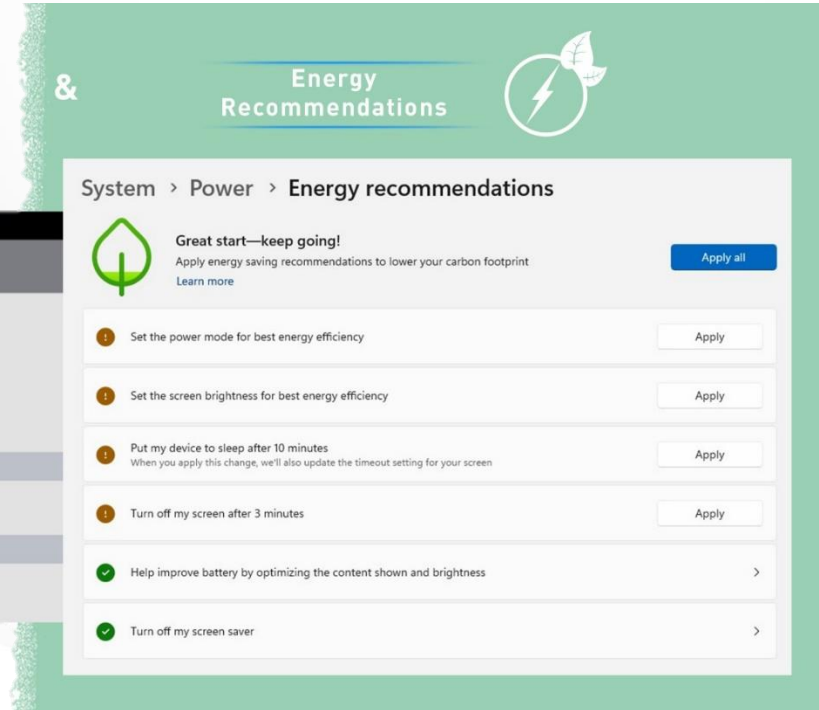 &
Energy
Recommendations
System > Power > Energy recommendations
Great start—keep going!
Apply energy saving recommendations to lower your carbon footprint
Apply all
Learn more
Set the power mode for best energy efficiency
Apply
Set the screen brightness for best energy efficiency
Apply
Put my device to sleep after 10 minutes
When you apply this change, we'll also update the timeout setting for your screen
Apply
Turn off my screen after 3 minutes
Apply
Help improve battery by optimizing the content shown and brightness
Turn off my screen saver